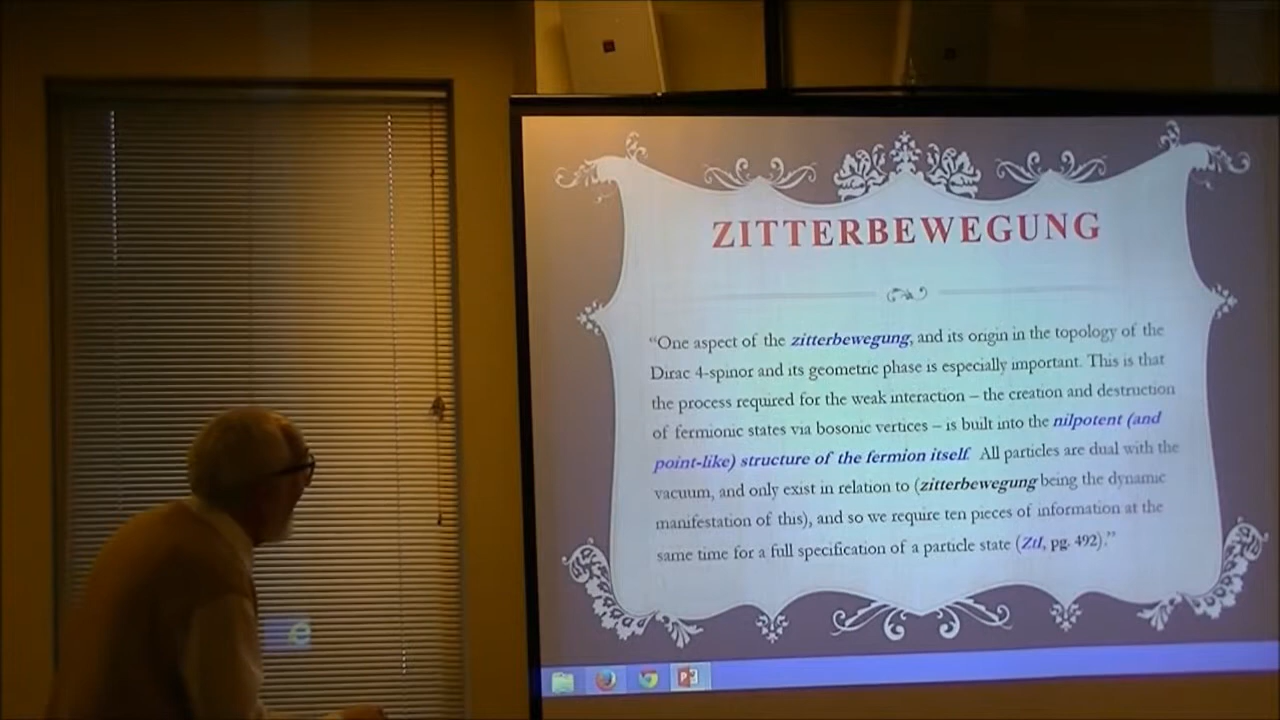 ZITTERBEWEGUNG
“One aspect of the zitterbewegung, and its origin in the topology of the
Dirac 4-spinor and its geometric phase is especially important. This is that
the process required for the weak interaction – the creation and destruction
of fermionic states via bosonic vertices – is built into the nilpotent (and
point-like) structure of the fermion itself. All particles are dual with the
vacuum, and only exist in relation to (zitterbewegung being the dynamic
manifestation of this), and so we require ten pieces of information at the
same time for a full specification of a particle state (ZtI, pg. 492).”